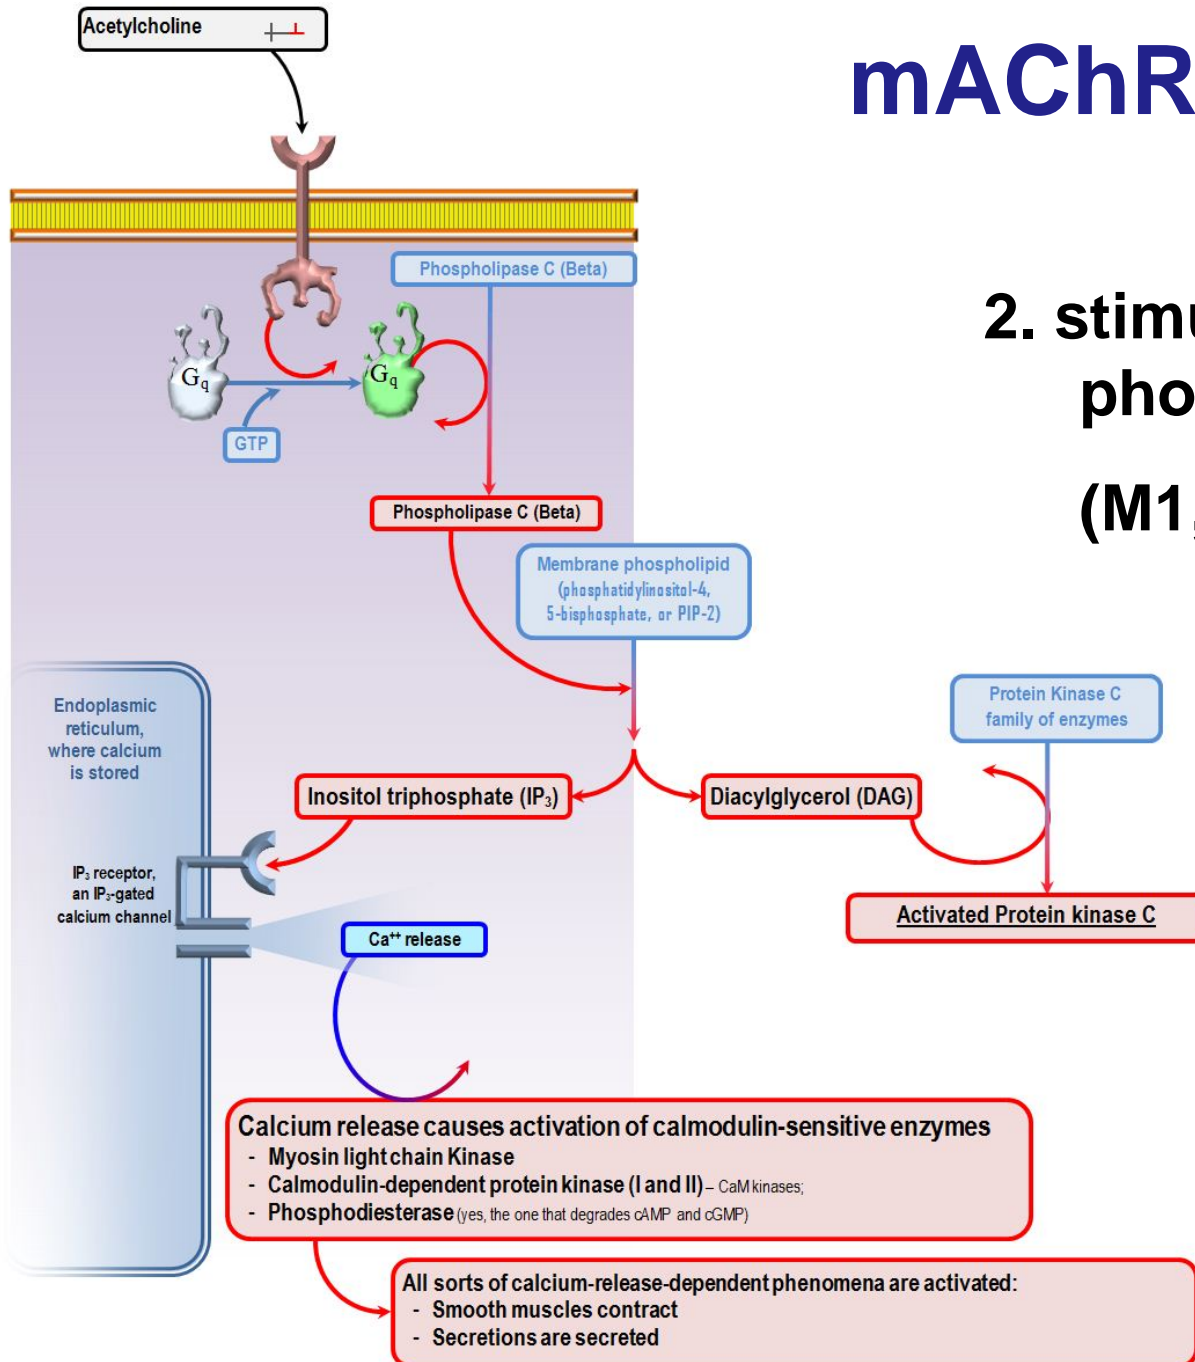 Acetylcholine
mAChR
Phospholipase C (Beta)
2. stimu
pho
Gq
Gq
GTP
(M1,
Phospholipase C (Beta)
Membrane phospholipid
(phosphatidylinositol-4,
5-bisphosphate, or PIP-2)
Endoplasmic
reticulum,
where calcium
is stored
Protein Kinase C
family of enzymes
Inositol triphosphate (IP₃)
Diacylglycerol (DAG)
IP₃ receptor,
an IP₃-gated
calcium channel
Activated Protein kinase C
Ca⁺⁺ release
Calcium release causes activation of calmodulin-sensitive enzymes
- Myosin light chain Kinase
- Calmodulin-dependent protein kinase (I and II) – CaM kinases;
- Phosphodiesterase (yes, the one that degrades cAMP and cGMP)
All sorts of calcium-release-dependent phenomena are activated:
- Smooth muscles contract
- Secretions are secreted